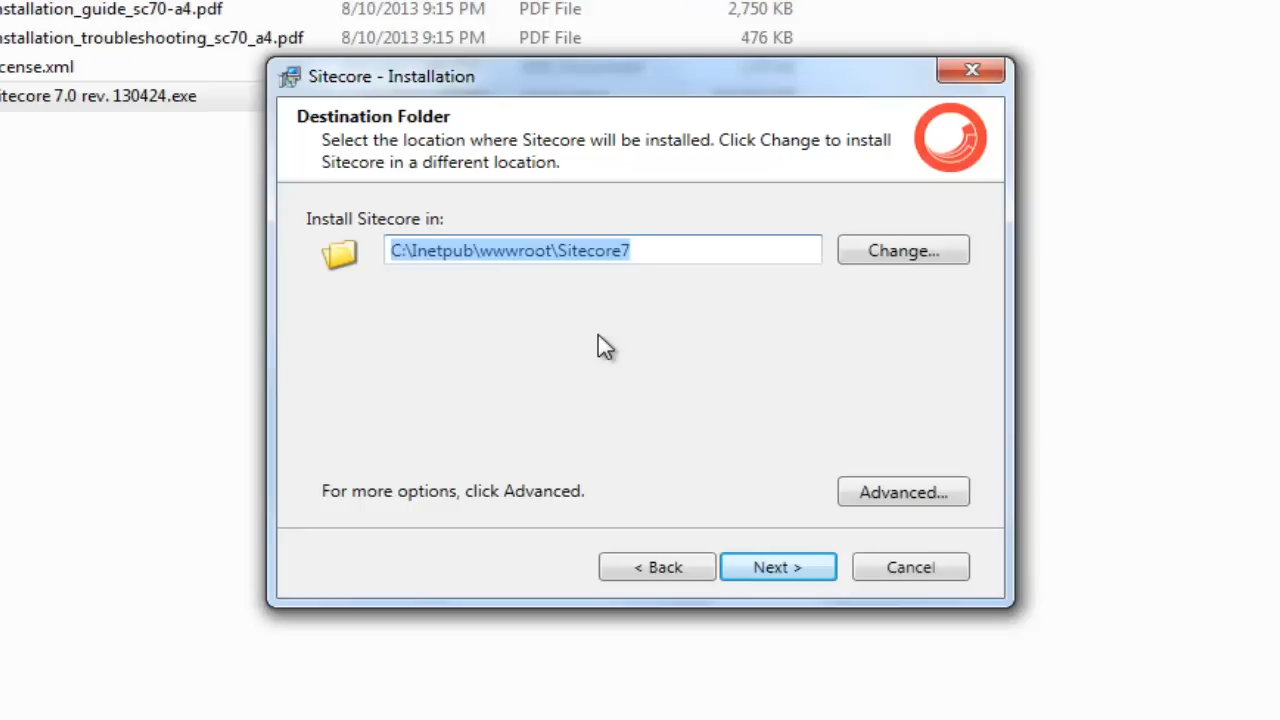 nstallation_guide_sc70-a4.pdf 8/10/2013 9:15 PM PDF File 2,750 KB
nstallation_troubleshooting_sc70_a4.pdf 8/10/2013 9:15 PM PDF File 476 KB
cense.xml
itecore 7.0 rev. 130424.exe
Sitecore - Installation
Destination Folder
Select the location where Sitecore will be installed. Click Change to install
Sitecore in a different location.
Install Sitecore in:
C:\Inetpub\wwwroot\Sitecore7 Change...
For more options, click Advanced. Advanced...
< Back Next > Cancel